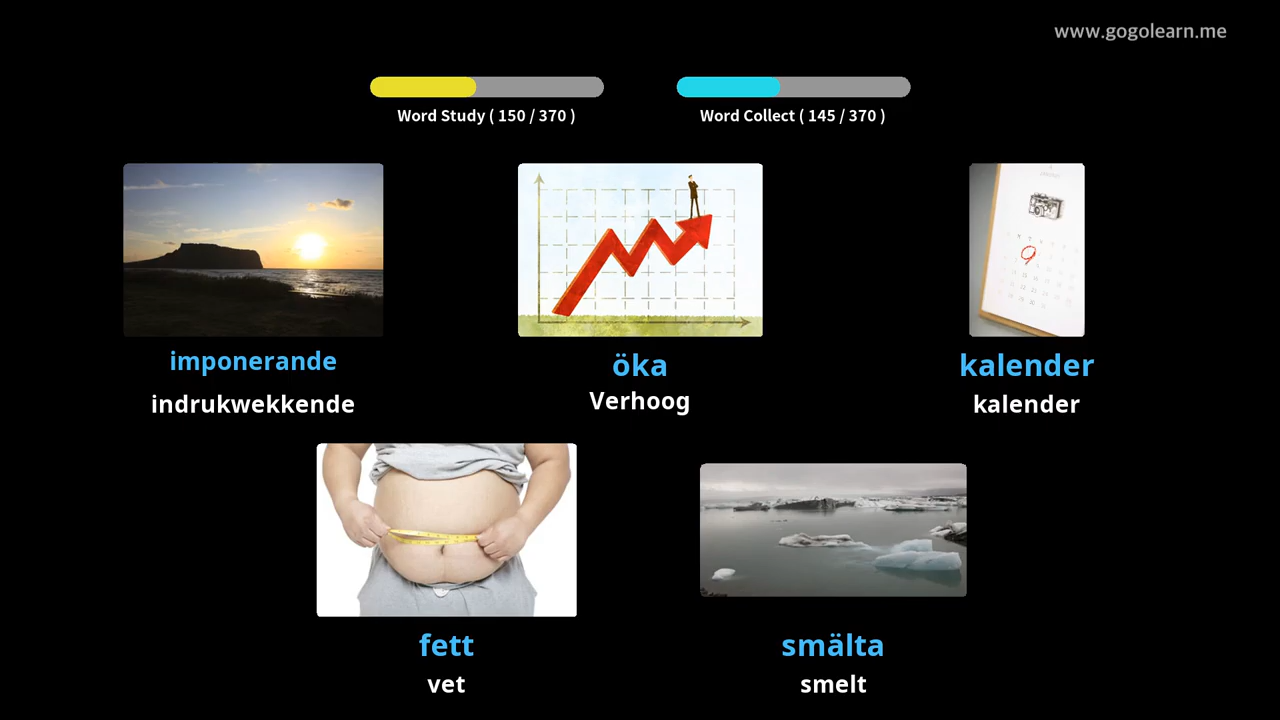 www.gogolearn.me
Word Study ( 150 / 370 )
Word Collect ( 145 / 370 )
imponerande
indrukwekkende
öka
Verhoog
kalender
kalender
fett
vet
smälta
smelt